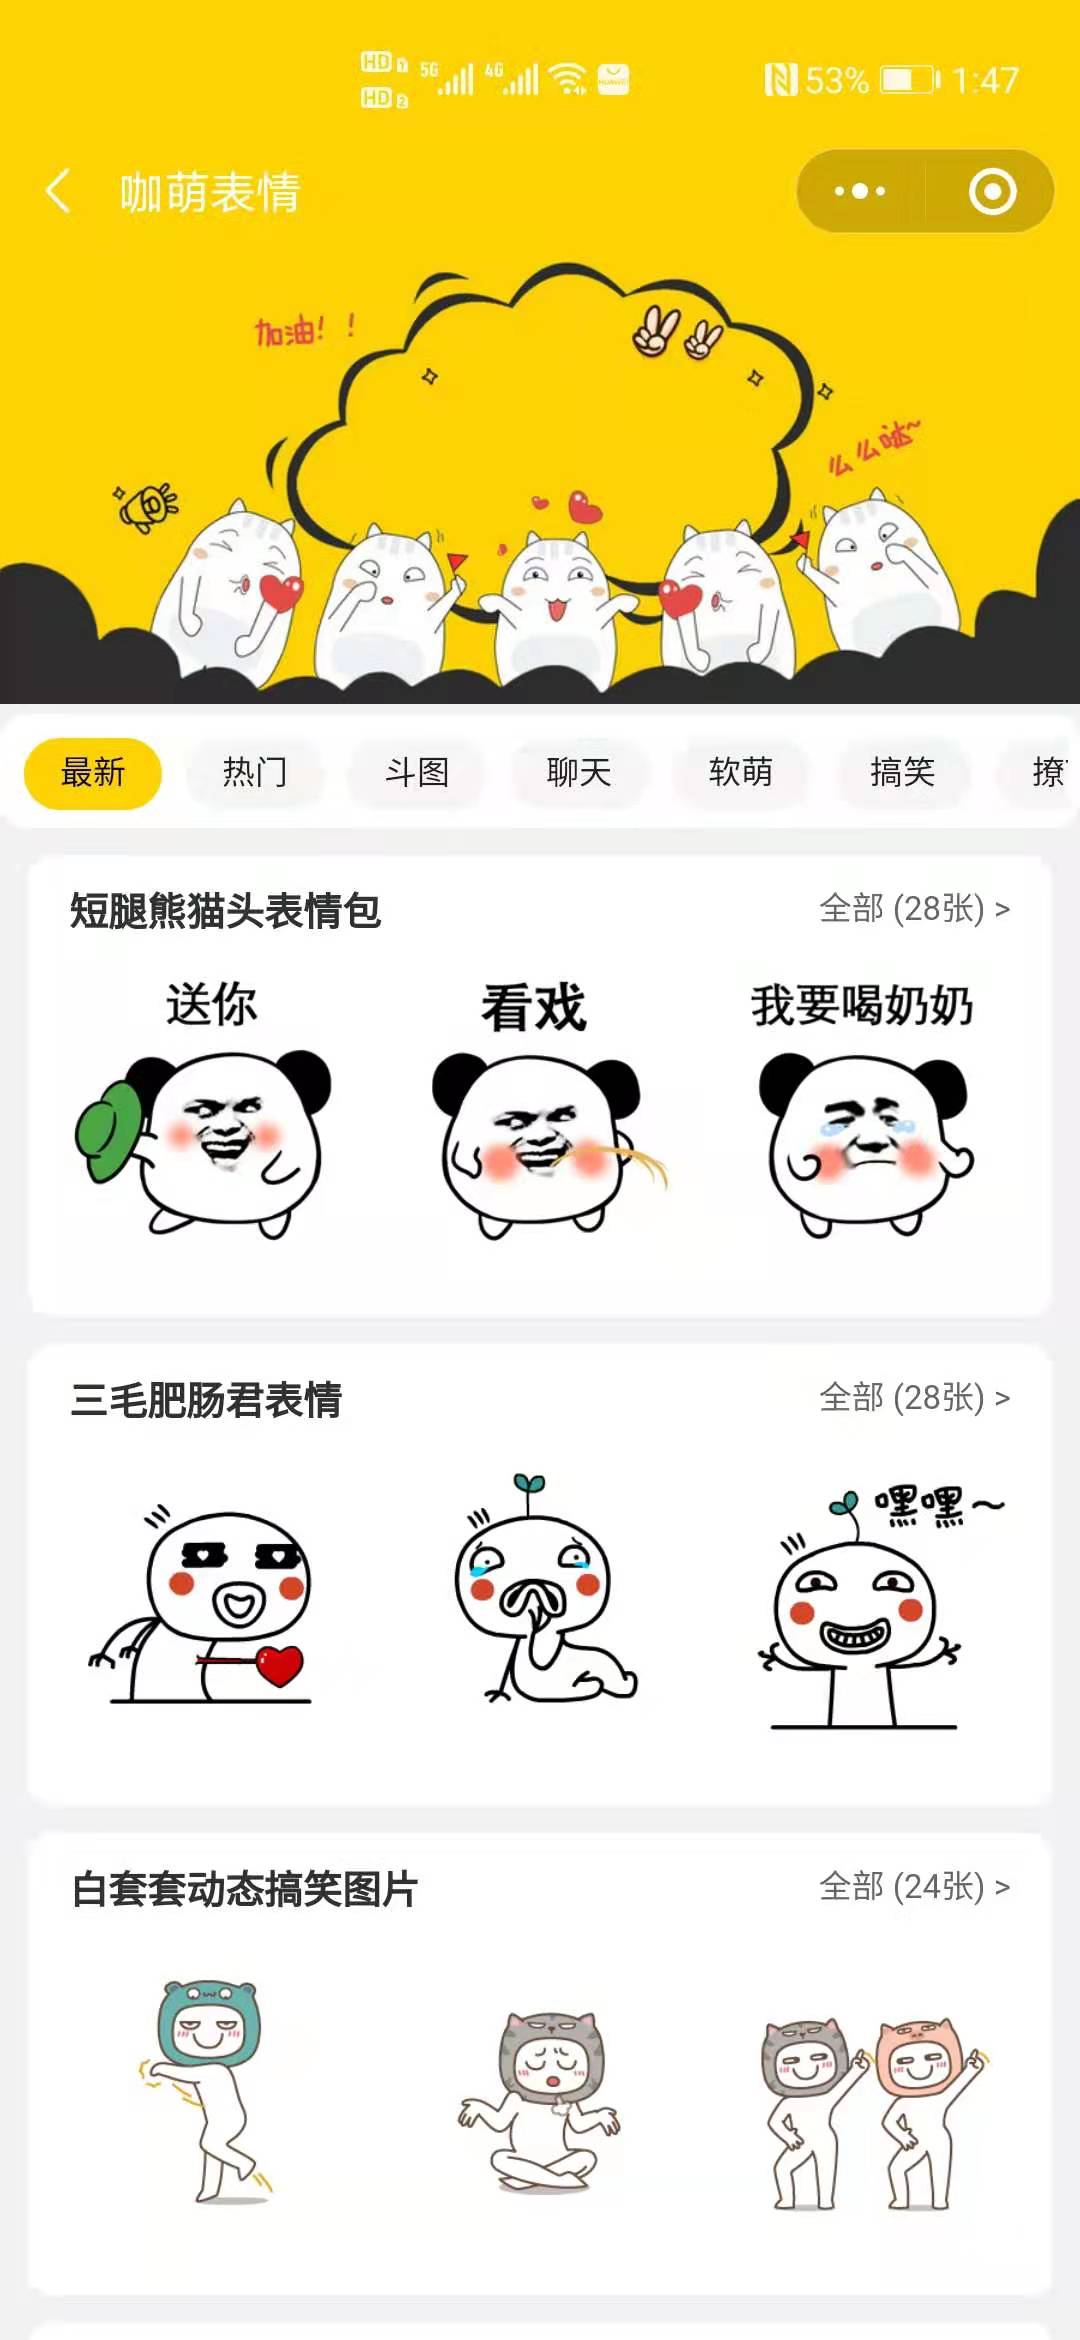 HD 1 5G 4G HUAWEI 53% 1:47
HD 2
咖萌表情
加油！！
么么哒~
最新 热门 斗图 聊天 软萌 搞笑
短腿熊猫头表情包 全部 (28张) >
送你 看戏 我要喝奶奶
三毛肥肠君表情 全部 (28张) >
嘿嘿~
白套套动态搞笑图片 全部 (24张) >